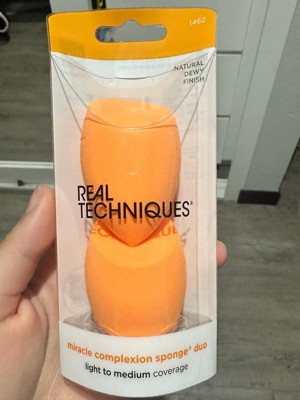 1462
NATURAL
DEWY
FINISH
REAL
TECHNIQUES®
miracle complexion sponge® duo
light to medium coverage